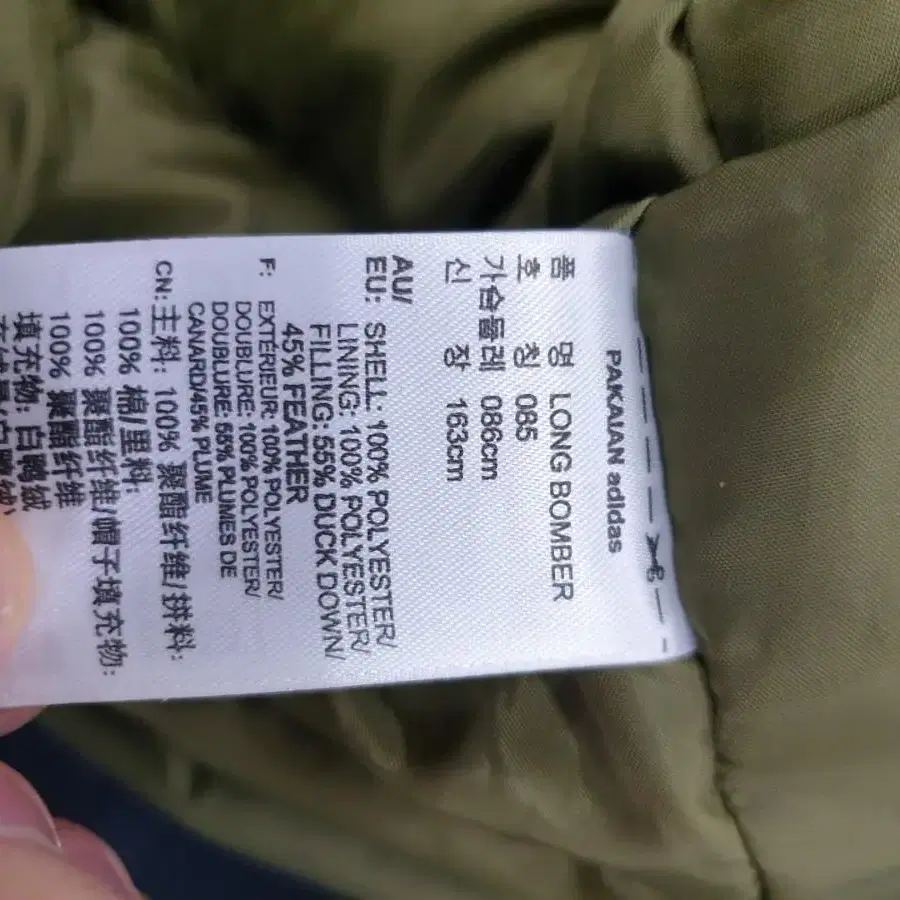 PAKAIAN adidas
품 명 LONG BOMBER
호 칭 085
가슴둘레 086cm
신 장 163cm
AU/
EU: SHELL: 100% POLYESTER/
LINING: 100% POLYESTER/
FILLING: 55% DUCK DOWN/
45% FEATHER
F: EXTÉRIEUR: 100% POLYESTER/
DOUBLURE: 100% POLYESTER/
DOUBLURE: 55% PLUMES DE
CANARD/45% PLUME
CN: 主料: 100% 聚酯纤维/拼料:
100% 棉/里料:
100% 聚酯纤维/帽子填充物:
100% 聚酯纤维
填充物: 白鸭绒